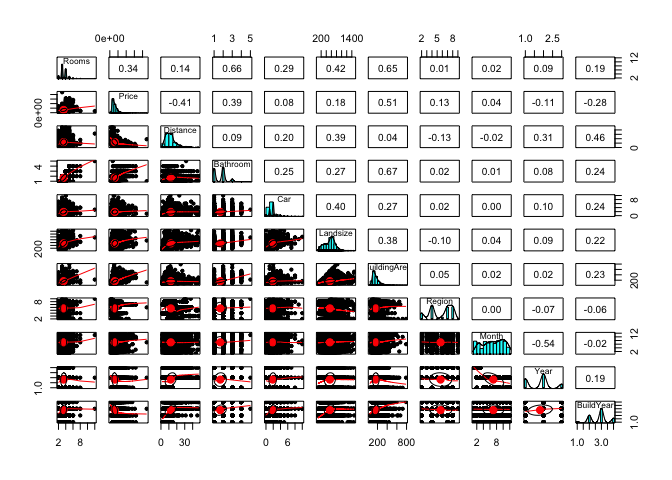 0e+00 1 3 5 200 1400 2 5 8 1.0 2.5
Rooms 0.34 0.14 0.66 0.29 0.42 0.65 0.01 0.02 0.09 0.19 2 12
0e+00 Price -0.41 0.39 0.08 0.18 0.51 0.13 0.04 -0.11 -0.28
Distance 0.09 0.20 0.39 0.04 -0.13 -0.02 0.31 0.46 0
1 4 Bathroom 0.25 0.27 0.67 0.02 0.01 0.08 0.24
Car 0.40 0.27 0.02 0.00 0.10 0.24 0 8
200 Landsize 0.38 -0.10 0.04 0.09 0.22
uildingAre 0.05 0.02 0.02 0.23 200
2 8 Region 0.00 -0.07 -0.06
Month -0.54 -0.02 2 12
1.0 Year 0.19
BuildYear 1.0
2 8 0 30 0 6 200 800 2 8 1.0 3.0